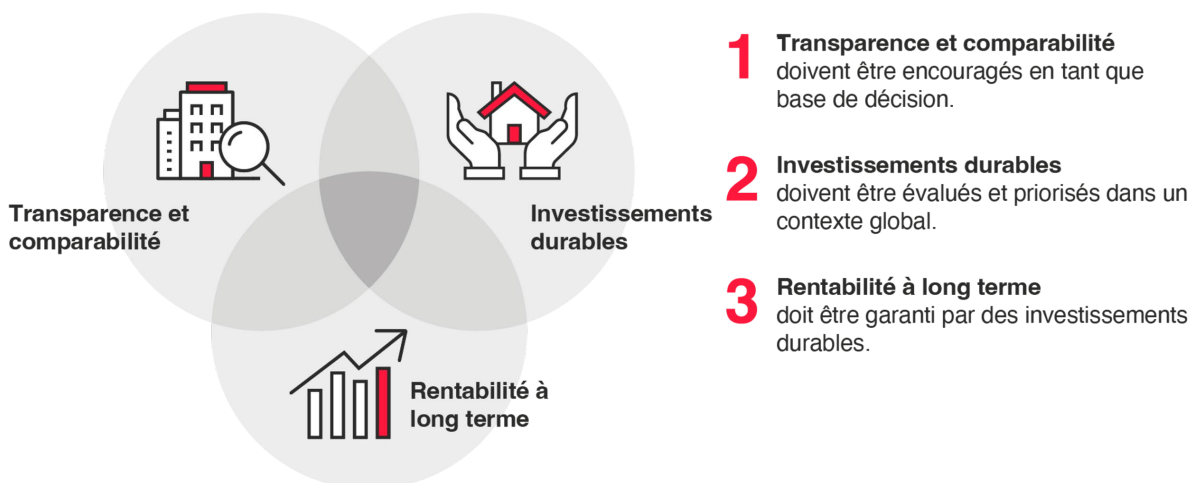 Transparence et
comparabilité
Investissements
durables
Rentabilité à
long terme
1
Transparence et comparabilité
doivent être encouragés en tant que
base de décision.
2
Investissements durables
doivent être évalués et priorisés dans un
contexte global.
3
Rentabilité à long terme
doit être garanti par des investissements
durables.